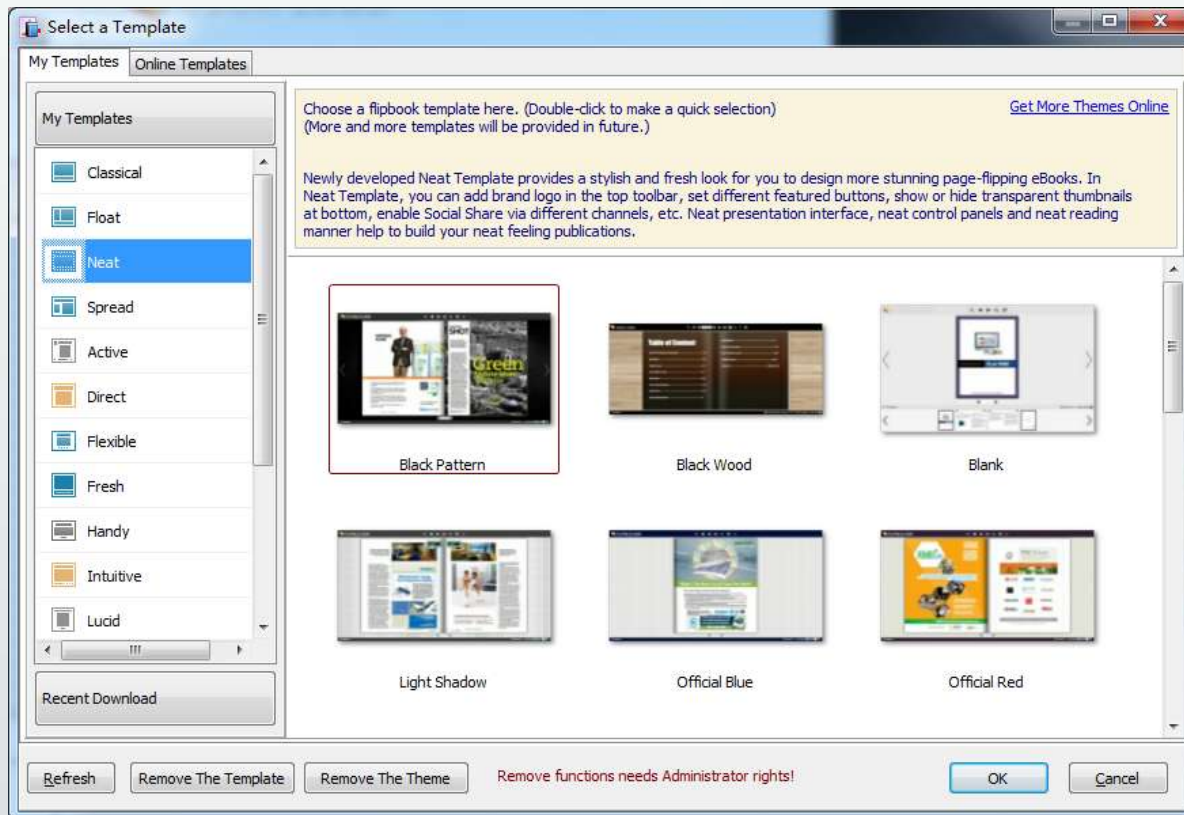 Select a Template
My Templates
Online Templates
My Templates
Classical
Float
Neat
Spread
Active
Direct
Flexible
Fresh
Handy
Intuitive
Lucid
Recent Download
Choose a flipbook template here. (Double-click to make a quick selection)
Get More Themes Online
(More and more templates will be provided in future.)
Newly developed Neat Template provides a stylish and fresh look for you to design more stunning page-flipping eBooks. In
Neat Template, you can add brand logo in the top toolbar, set different featured buttons, show or hide transparent thumbnails
at bottom, enable Social Share via different channels, etc. Neat presentation interface, neat control panels and neat reading
manner help to build your neat feeling publications.
SHOT
Green
Black Pattern
Table of Content
Black Wood
Blank
Light Shadow
Official Blue
Official Red
Refresh
Remove The Template
Remove The Theme
Remove functions needs Administrator rights!
OK
Cancel